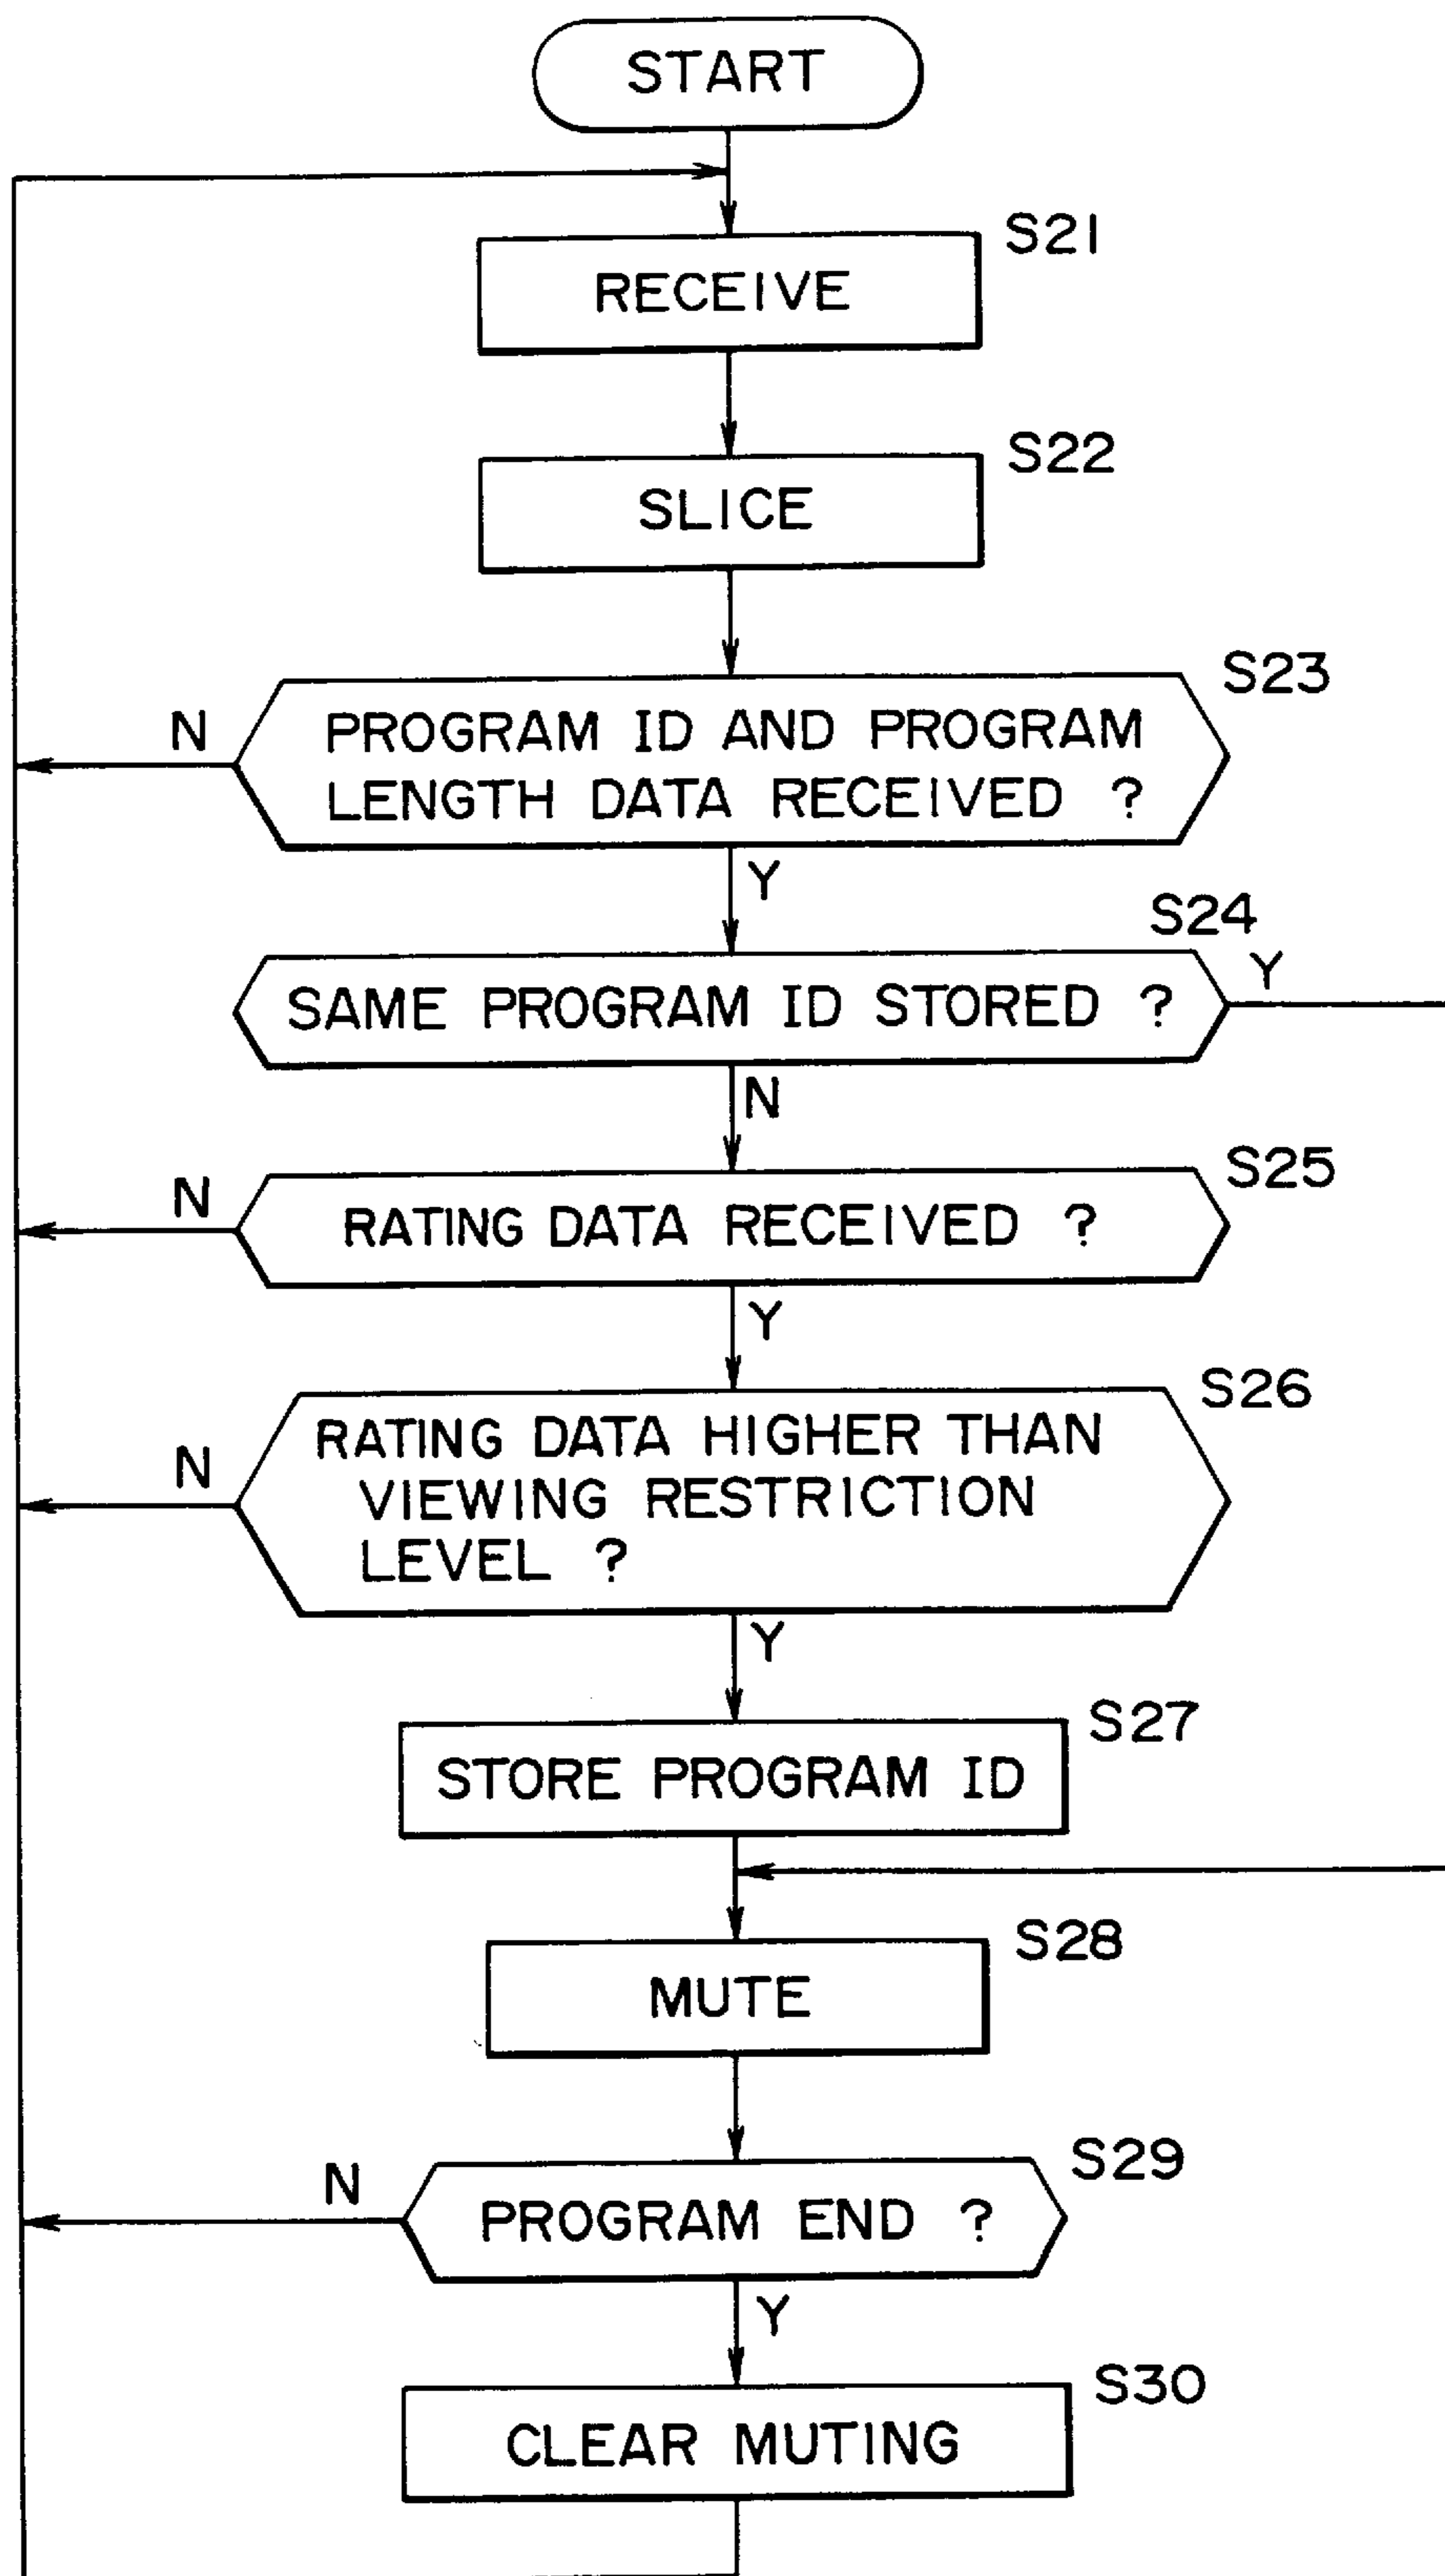 START
S21
RECEIVE
S22
SLICE
S23
N
PROGRAM ID AND PROGRAM
LENGTH DATA RECEIVED ?
Y
S24
Y
SAME PROGRAM ID STORED ?
N
S25
N
RATING DATA RECEIVED ?
Y
S26
RATING DATA HIGHER THAN
N
VIEWING RESTRICTION
LEVEL ?
Y
S27
STORE PROGRAM ID
S28
MUTE
S29
N
PROGRAM END ?
Y
S30
CLEAR MUTING